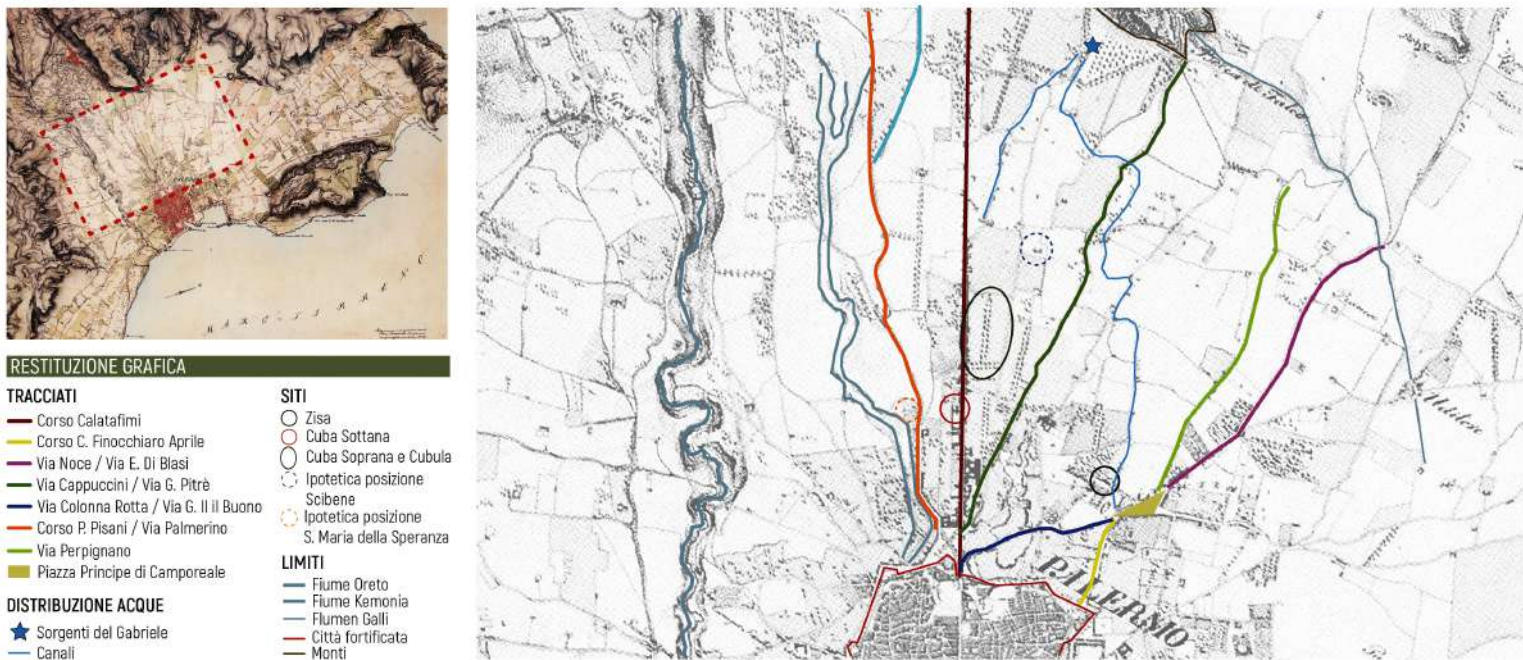 MARE TIRRENO
RESTITUZIONE GRAFICA
TRACCIATI
Corso Calatafimi
Corso C. Finocchiaro Aprile
Via Noce / Via E. Di Blasi
Via Cappuccini / Via G. Pitrè
Via Colonna Rotta / Via G. II il Buono
Corso P. Pisani / Via Palmerino
Via Perpignano
Piazza Principe di Camporeale
DISTRIBUZIONE ACQUE
Sorgenti del Gabriele
Canali
SITI
Zisa
Cuba Sottana
Cuba Soprana e Cubula
Ipotetica posizione
Scibene
Ipotetica posizione
S. Maria della Speranza
LIMITI
Fiume Oreto
Fiume Kemonia
Flumen Galli
Città fortificata
Monti
PALERMO